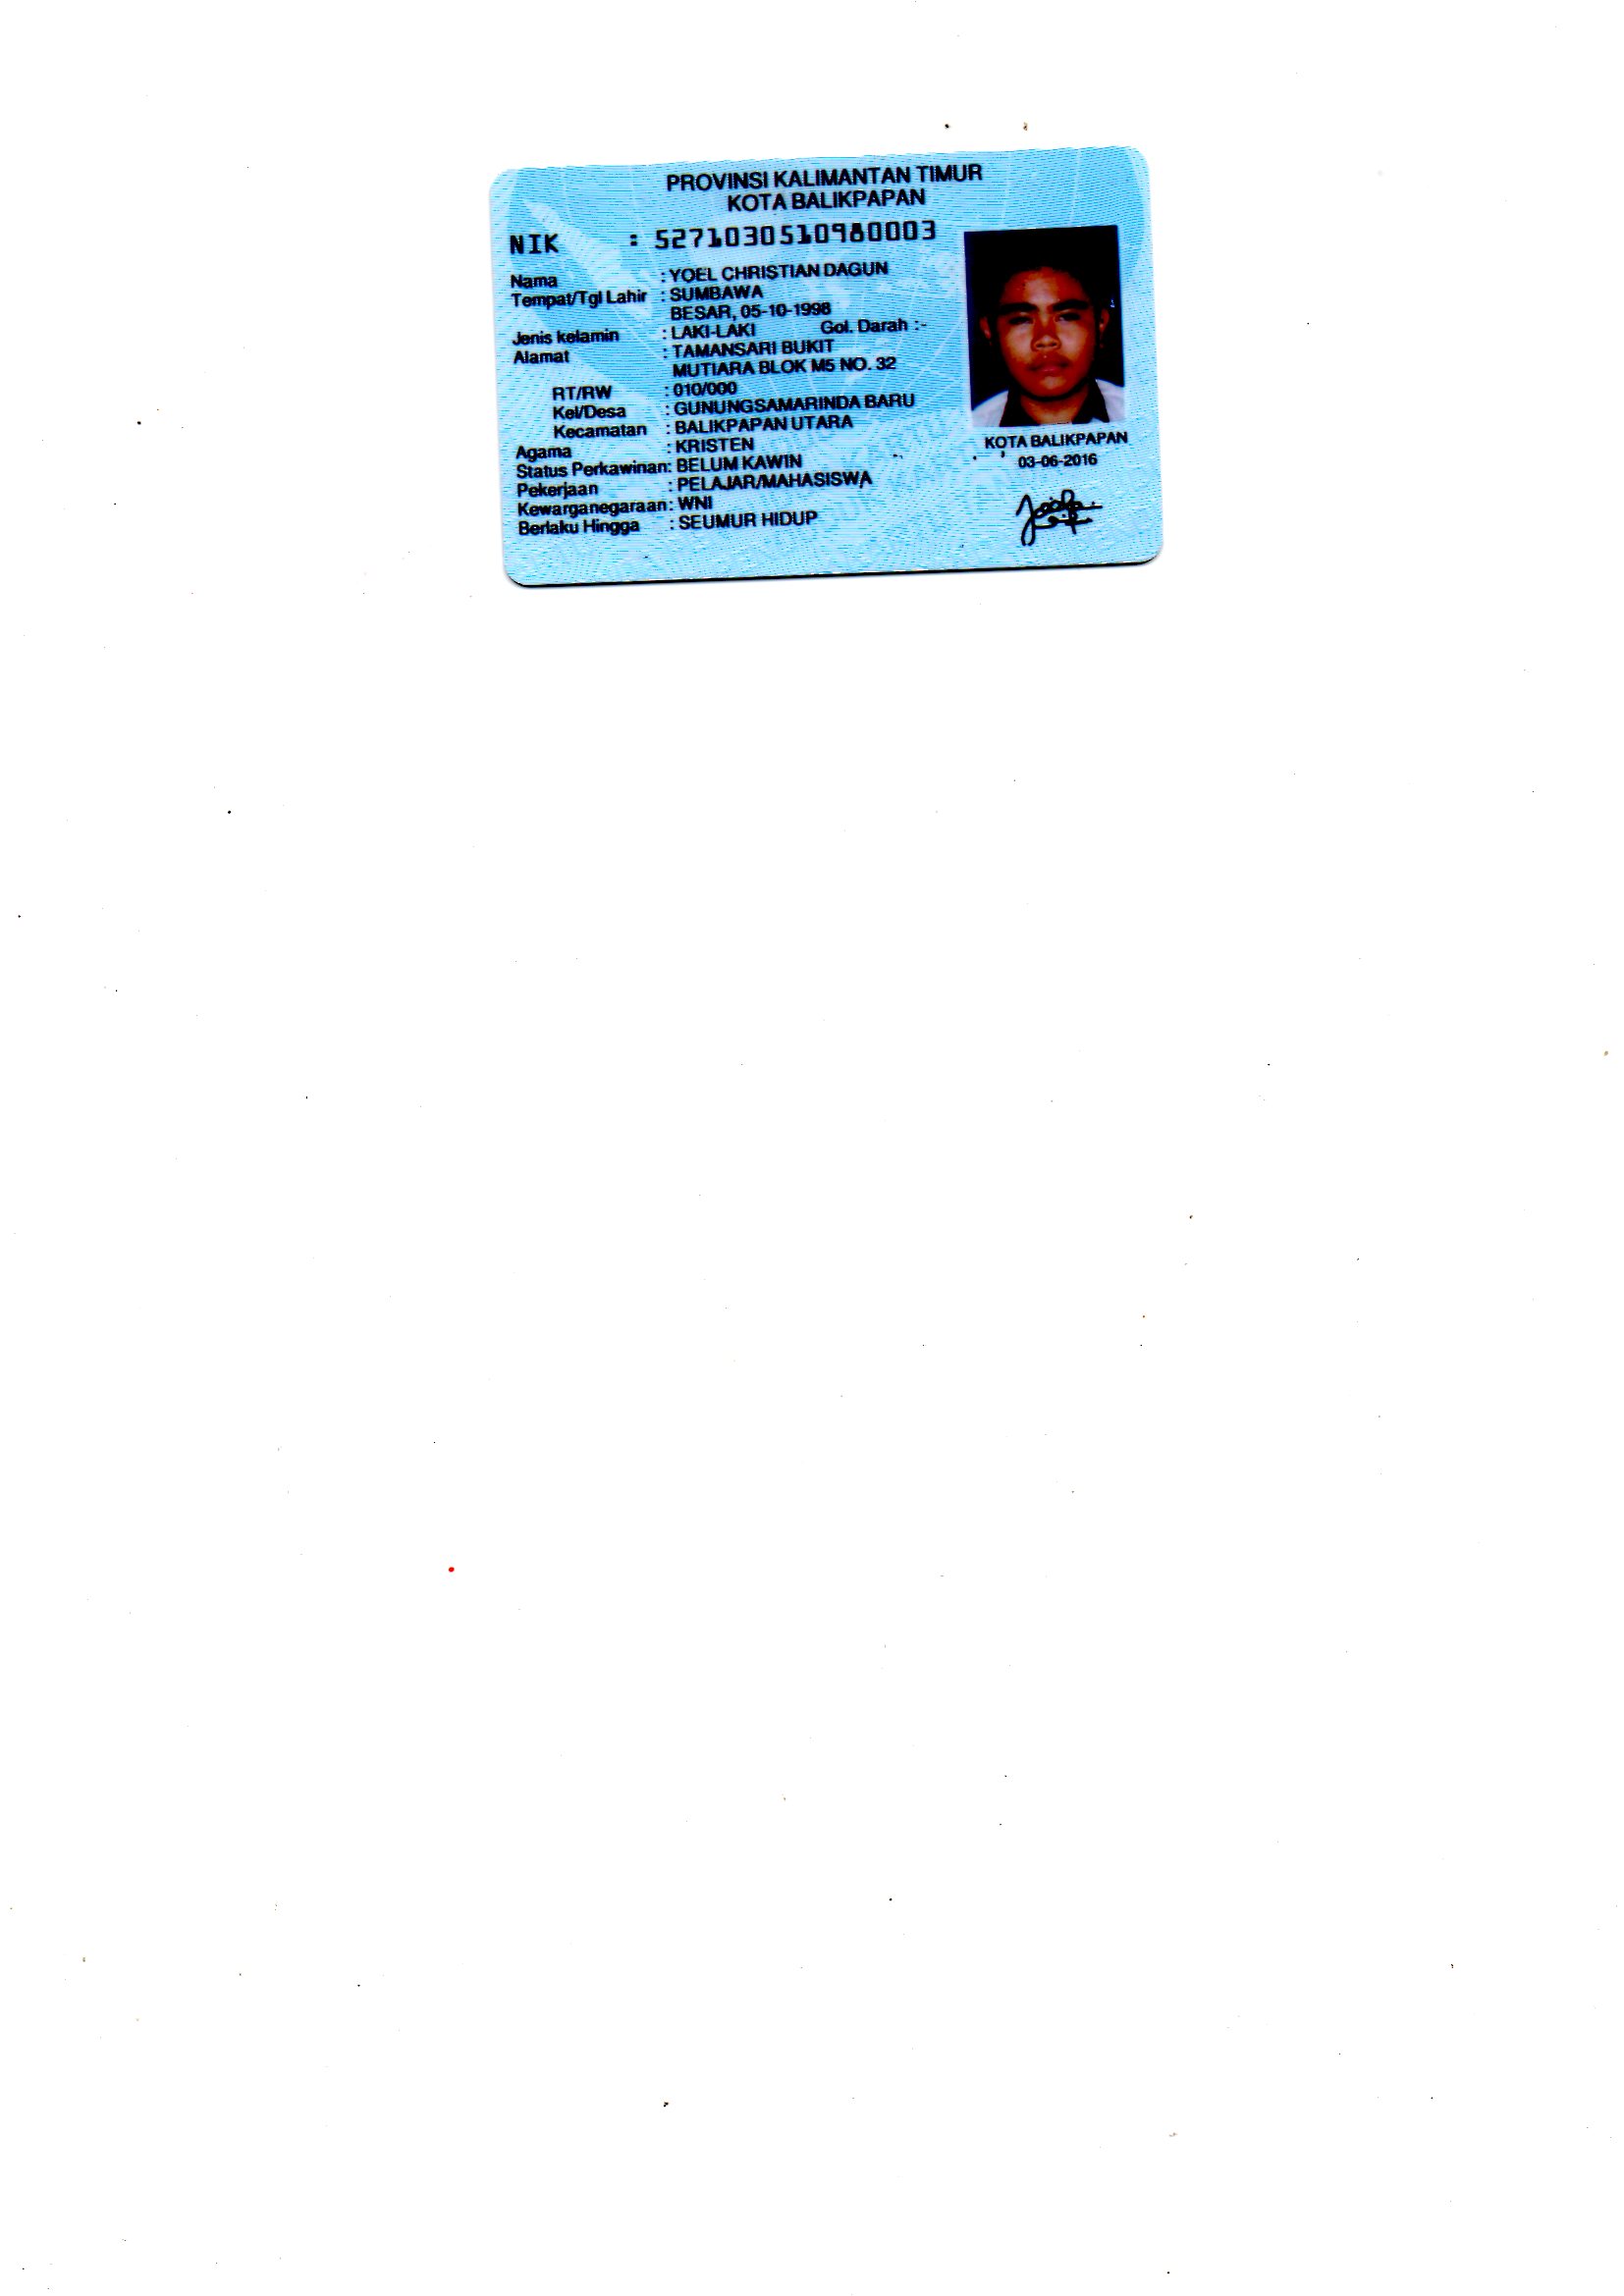 PROVINSI KALIMANTAN TIMUR
KOTA BALIKPAPAN
NIK : 5271030510980003
Nama : YOEL CHRISTIAN DAGUN
Tempat/Tgl Lahir : SUMBAWA
BESAR, 05-10-1998
Jenis kelamin : LAKI-LAKI Gol. Darah :-
Alamat : TAMANSARI BUKIT
MUTIARA BLOK M5 NO. 32
RT/RW : 010/000
Kel/Desa : GUNUNGSAMARINDA BARU
Kecamatan : BALIKPAPAN UTARA
Agama : KRISTEN
Status Perkawinan: BELUM KAWIN
Pekerjaan : PELAJAR/MAHASISWA
Kewarganegaraan: WNI
Berlaku Hingga : SEUMUR HIDUP
KOTA BALIKPAPAN
03-06-2016